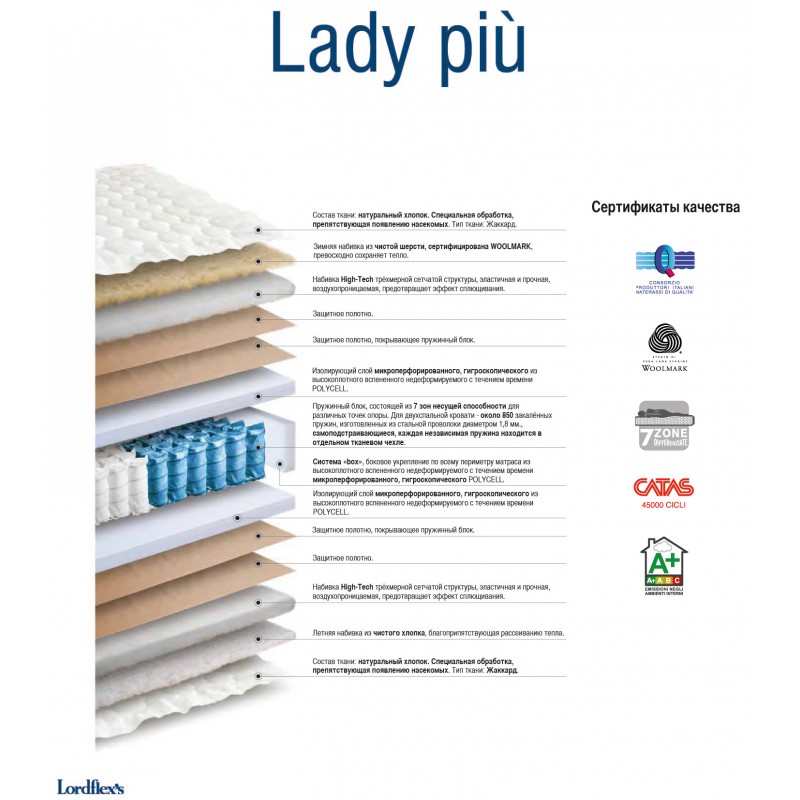 Lady più
Состав ткани: натуральный хлопок. Специальная обработка,
препятствующая появлению насекомых. Тип ткани: Жаккард.
Зимняя набивка из чистой шерсти, сертифицирована WOOLMARK,
превосходно сохраняет тепло.
Набивка High-Tech трёхмерной сетчатой структуры, эластичная и прочная,
воздухопроницаемая, предотвращает эффект сплющивания.
Защитное полотно.
Защитное полотно, покрывающее пружинный блок.
Изолирующий слой микроперфорированного, гигроскопического из
высокоплотного вспененного недеформируемого с течением времени
POLYCELL.
Пружинный блок, состоящей из 7 зон несущей способности для
различных точек опоры. Для двуспальной кровати - около 850 закалённых
пружин, изготовленных из стальной проволоки диаметром 1,8 мм.,
самоподстраивающиеся, каждая независимая пружина находится в
отдельном тканевом чехле.
Система «box», боковое укрепление по всему периметру матраса из
высокоплотного вспененного недеформируемого с течением времени
микроперфорированного, гигроскопического POLYCELL.
Изолирующий слой микроперфорированного, гигроскопического из
высокоплотного вспененного недеформируемого с течением времени
POLYCELL.
Защитное полотно, покрывающее пружинный блок.
Защитное полотно.
Набивка High-Tech трёхмерной сетчатой структуры, эластичная и прочная,
воздухопроницаемая, предотвращает эффект сплющивания.
Летняя набивка из чистого хлопка, благоприпятствующая рассеиванию тепла.
Состав ткани: натуральный хлопок. Специальная обработка,
препятствующая появлению насекомых. Тип ткани: Жаккард.
Сертификаты качества
Q
CONSORZIO
PRODUTTORI ITALIANI
MATERASSI DI QUALITA'
WOOLMARK
7 ZONE
DIFFERENZIATE
CATAS
45000 CICLI
A+
A+ A B C
EMISSIONI NEGLI
AMBIENTI INTERNI
Lordflex's